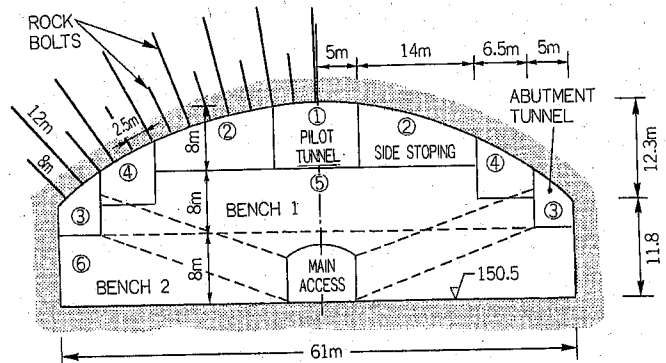 ROCK
BOLTS
5m
14m
6.5m
5m
ABUTMENT
TUNNEL
12m
8m
2.5m
8m
①
PILOT
TUNNEL
②
②
SIDE STOPING
④
④
12.3m
③
③
⑤
BENCH 1
8m
11.8
⑥
BENCH 2
8m
MAIN
ACCESS
150.5
61m